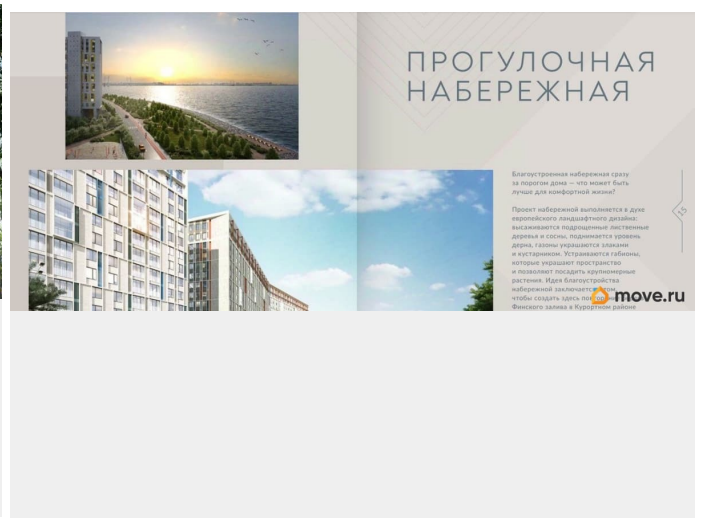 ПРОГУЛОЧНАЯ
НАБЕРЕЖНАЯ
Благоустроенная набережная сразу
за порогом дома — что может быть
лучше для комфортной жизни?
Проект набережной выполняется в духе
европейского ландшафтного дизайна:
высаживаются подрощенные лиственные
деревья и сосны, поднимается уровень
дерна, газоны украшаются злаками
и кустарником. Устраиваются габионы,
которые украшают пространство
и позволяют посадить крупномерные
растения. Идея благоустройства
набережной заключается
чтобы создать здесь
Финского залива в Курортном районе
15
move.ru